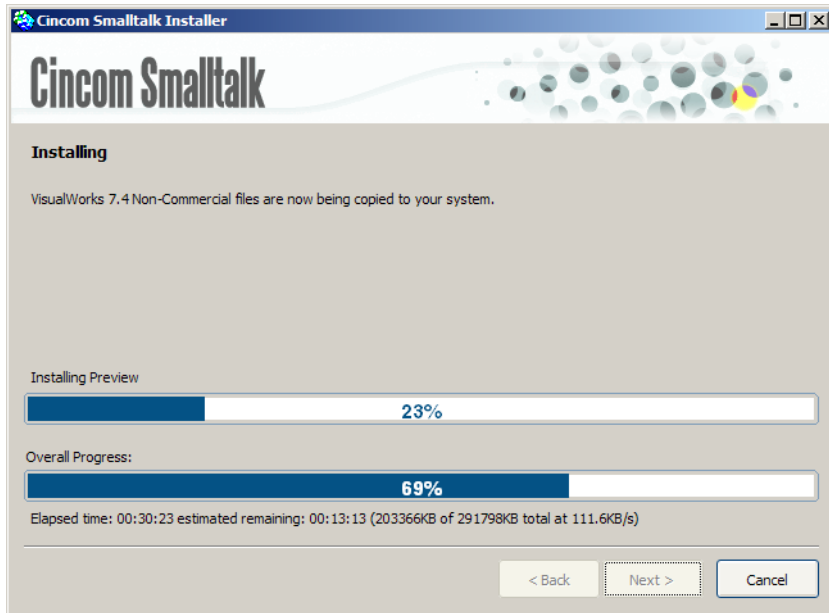 Cincom Smalltalk Installer
Cincom Smalltalk
Installing
VisualWorks 7.4 Non-Commercial files are now being copied to your system.
Installing Preview
23%
Overall Progress:
69%
Elapsed time: 00:30:23 estimated remaining: 00:13:13 (203366KB of 291798KB total at 111.6KB/s)
< Back Next > Cancel